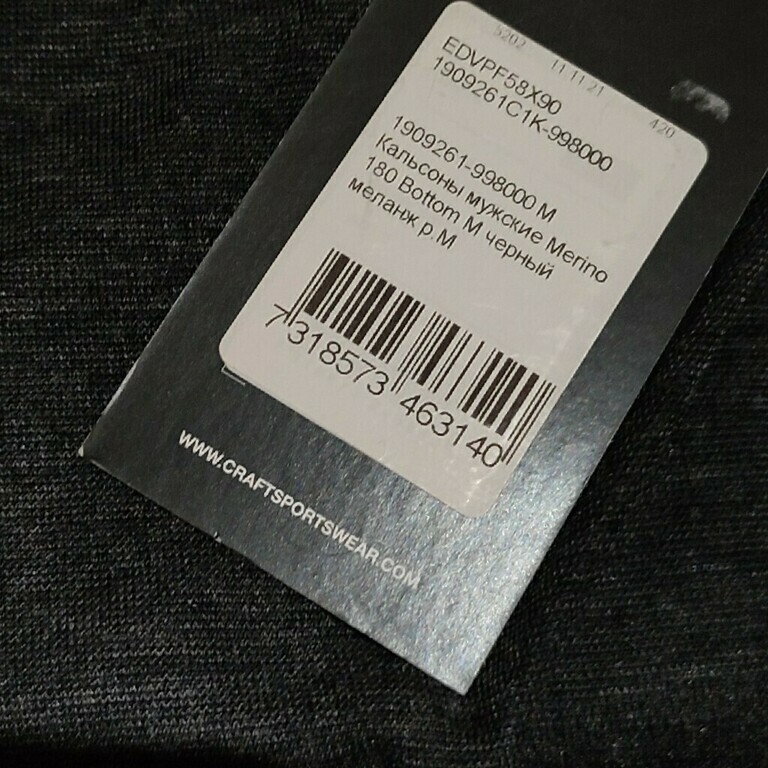 5202 11.11.21 420
EDVPF58X90
1909261C1K-998000
1909261-998000 M
Кальсоны мужские Merino
180 Bottom M черный
меланж р.M
7 318573 463140
WWW.CRAFTSPORTSWEAR.COM